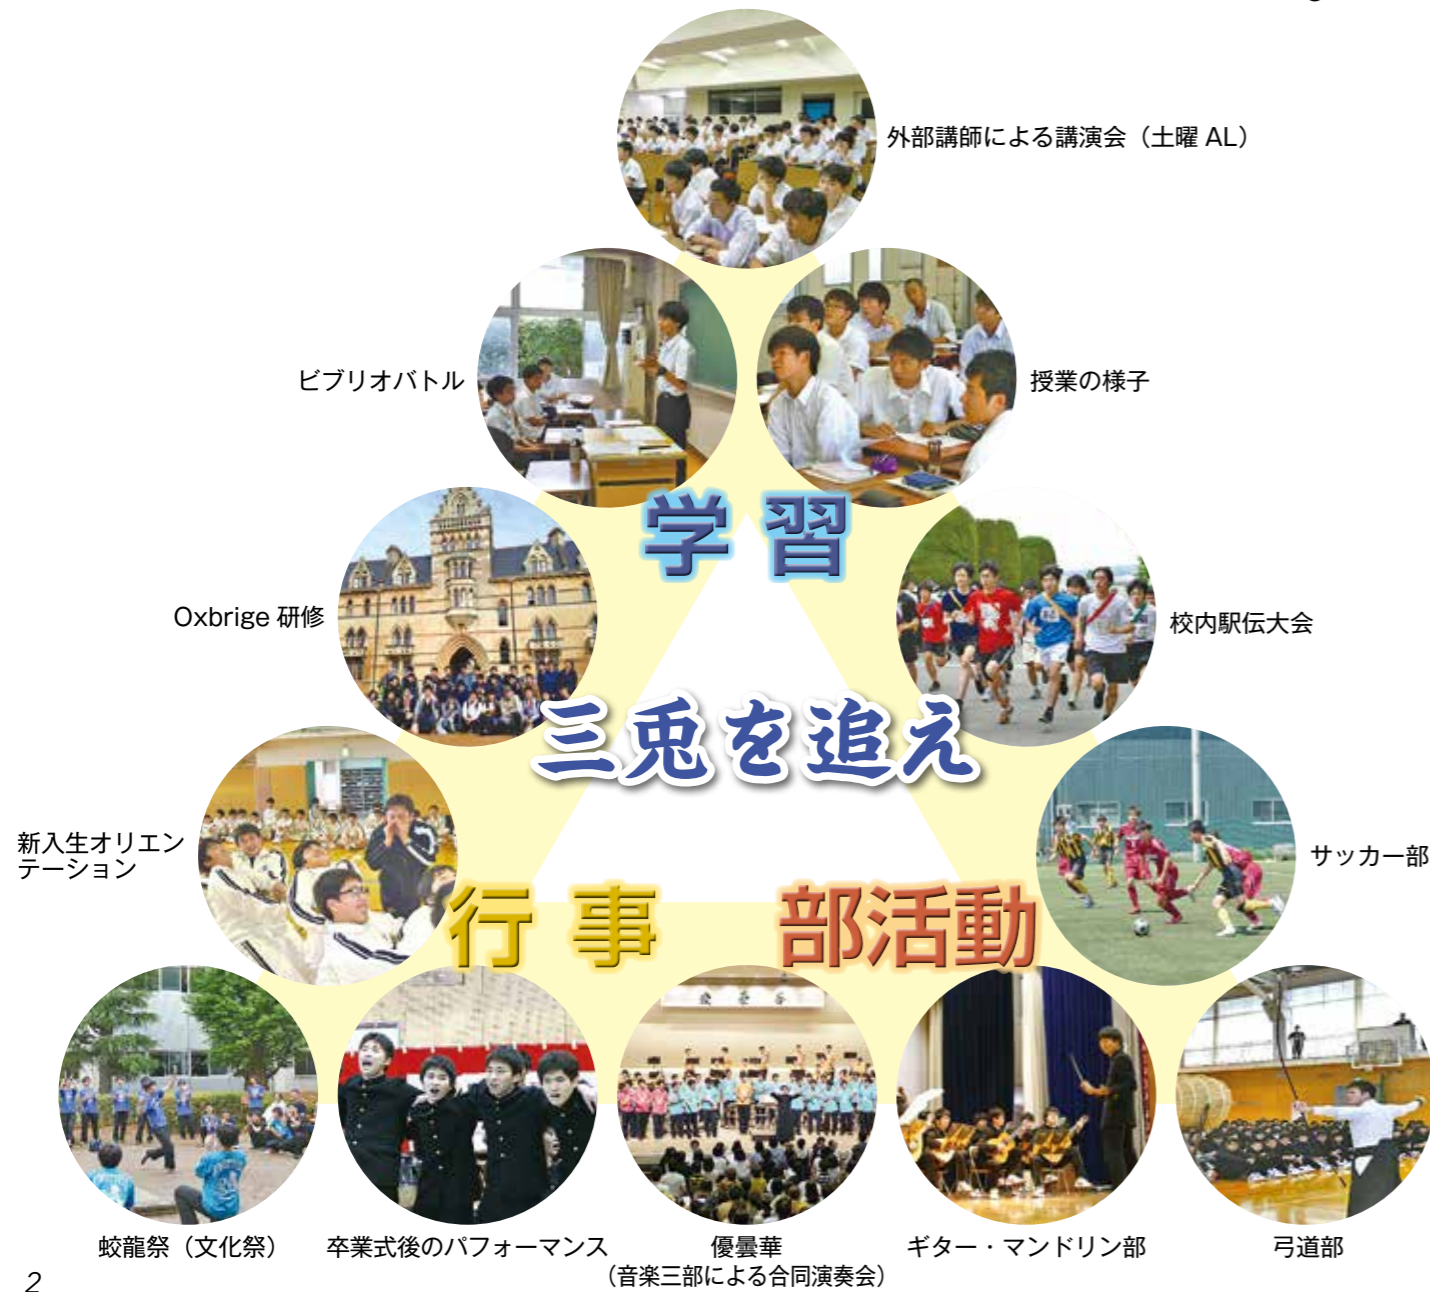 外部講師による講演会（土曜 AL）
ビブリオバトル
授業の様子
学習
Oxbrige 研修
校内駅伝大会
三兎を追え
新入生オリエン
テーション
サッカー部
行事
部活動
蛟龍祭（文化祭）
卒業式後のパフォーマンス
優曇華
（音楽三部による合同演奏会）
ギター・マンドリン部
弓道部
2